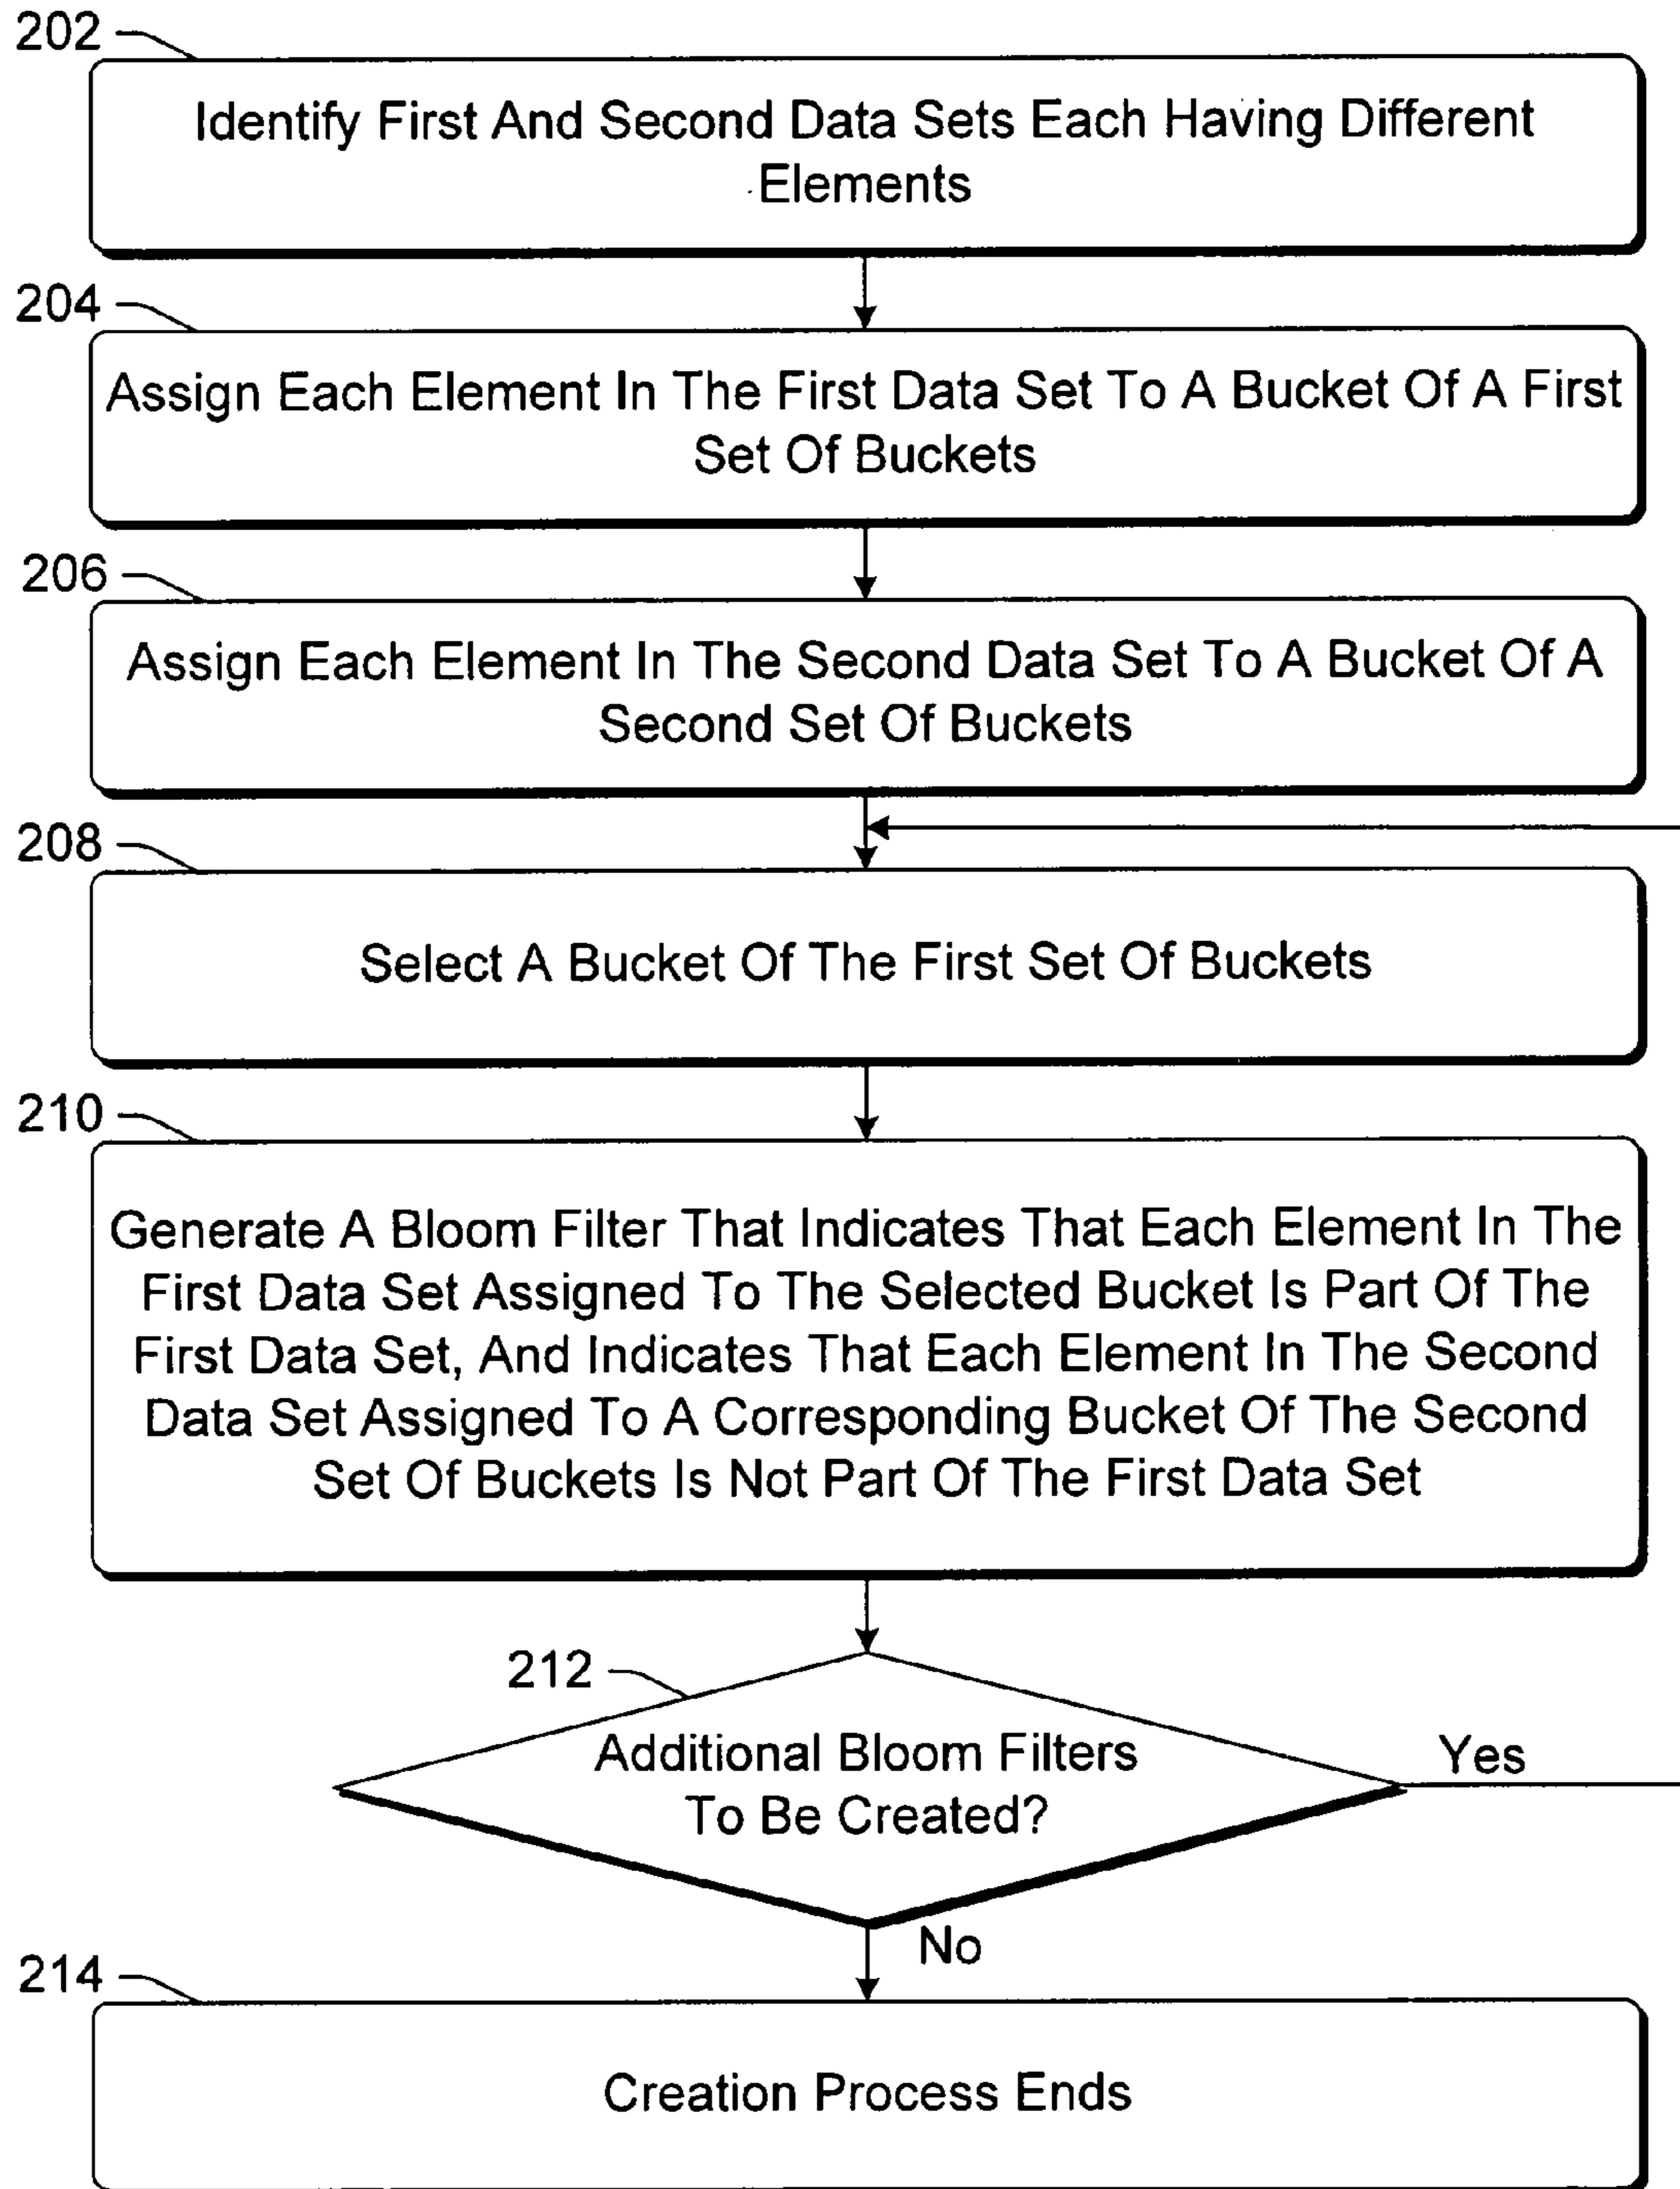 202
Identify First And Second Data Sets Each Having Different
Elements
204
Assign Each Element In The First Data Set To A Bucket Of A First
Set Of Buckets
206
Assign Each Element In The Second Data Set To A Bucket Of A
Second Set Of Buckets
208
Select A Bucket Of The First Set Of Buckets
210
Generate A Bloom Filter That Indicates That Each Element In The
First Data Set Assigned To The Selected Bucket Is Part Of The
First Data Set, And Indicates That Each Element In The Second
Data Set Assigned To A Corresponding Bucket Of The Second
Set Of Buckets Is Not Part Of The First Data Set
212
Additional Bloom Filters
To Be Created?
Yes
No
214
Creation Process Ends